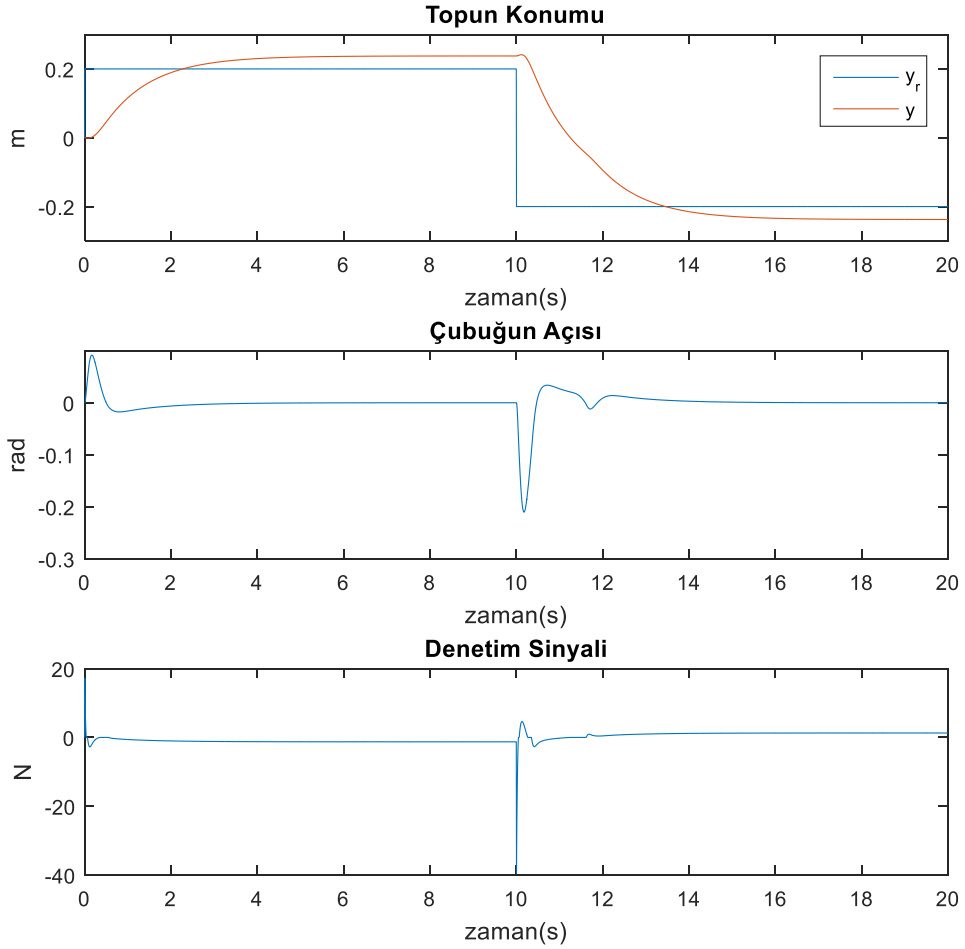 Topun Konumu
0.2
0
-0.2
m
y_r
y
0 2 4 6 8 10 12 14 16 18 20
zaman(s)
Çubuğun Açısı
0
-0.1
-0.2
-0.3
rad
0 2 4 6 8 10 12 14 16 18 20
zaman(s)
Denetim Sinyali
20
0
-20
-40
N
0 2 4 6 8 10 12 14 16 18 20
zaman(s)